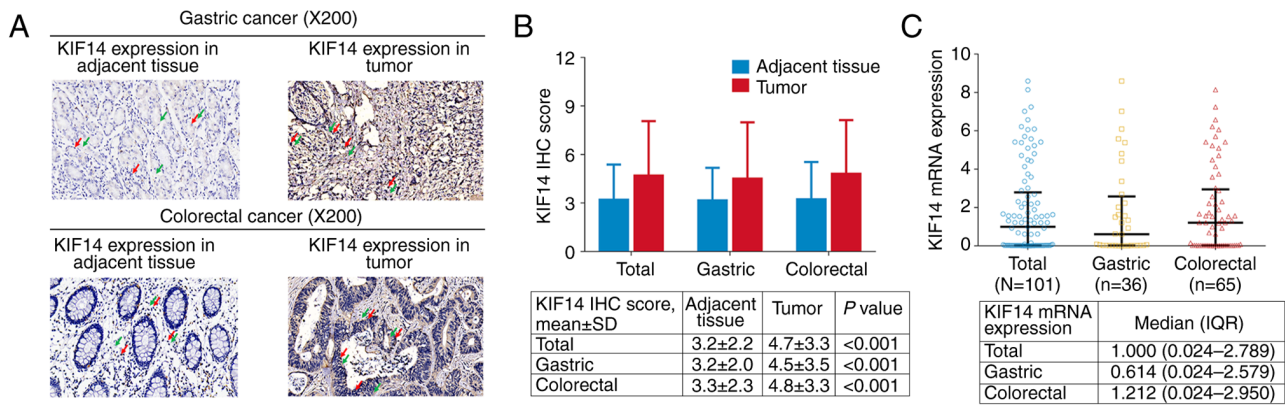 A
Gastric cancer (X200)
KIF14 expression in
adjacent tissue
KIF14 expression in
tumor
Colorectal cancer (X200)
KIF14 expression in
adjacent tissue
KIF14 expression in
tumor
B
KIF14 IHC score
12
9
6
3
0
Adjacent tissue
Tumor
Total
Gastric
Colorectal
KIF14 IHC score,
mean±SD
Adjacent
tissue
Tumor
P value
Total 3.2±2.2 4.7±3.3 <0.001
Gastric 3.2±2.0 4.5±3.5 <0.001
Colorectal 3.3±2.3 4.8±3.3 <0.001
C
KIF14 mRNA expression
10
8
6
4
2
0
Total
(N=101)
Gastric
(n=36)
Colorectal
(n=65)
KIF14 mRNA
expression
Median (IQR)
Total 1.000 (0.024–2.789)
Gastric 0.614 (0.024–2.579)
Colorectal 1.212 (0.024–2.950)